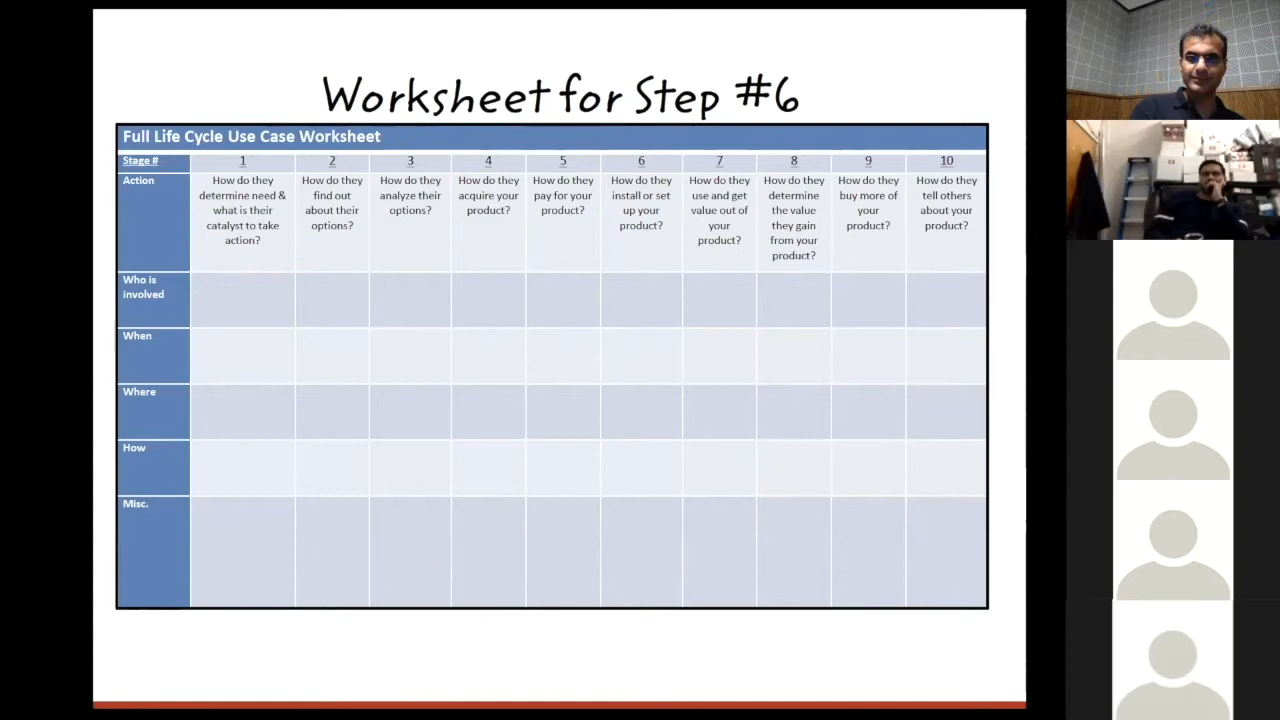 Worksheet for Step #6
Full Life Cycle Use Case Worksheet
Stage # 1 2 3 4 5 6 7 8 9 10
Action
How do they
determine need &
what is their
catalyst to take
action?
How do they
find out
about their
options?
How do they
analyze their
options?
How do they
acquire your
product?
How do they
pay for your
product?
How do they
install or set
up your
product?
How do they
use and get
value out of
your
product?
How do they
determine
the value
they gain
from your
product?
How do they
buy more of
your
product?
How do they
tell others
about your
product?
Who is
involved
When
Where
How
Misc.